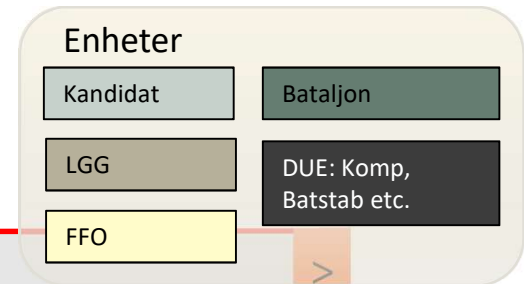 Enheter
Kandidat
Bataljon
LGG
DUE: Komp,
Batstab etc.
FFO
>